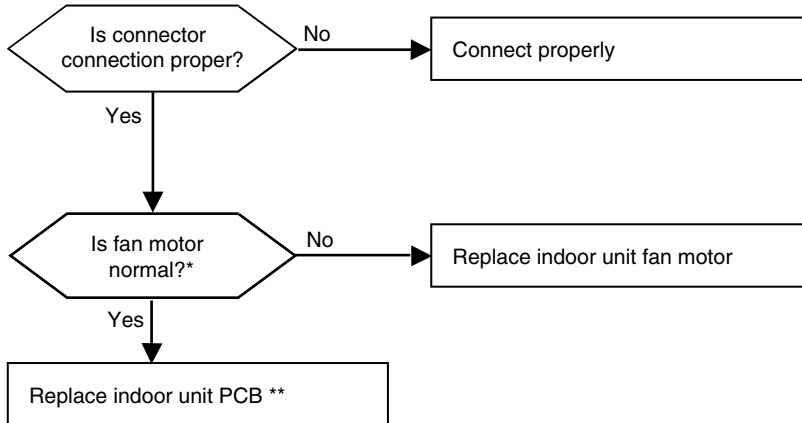 Is connector
connection proper?
No
Connect properly
Yes
Is fan motor
normal?*
No
Replace indoor unit fan motor
Yes
Replace indoor unit PCB **